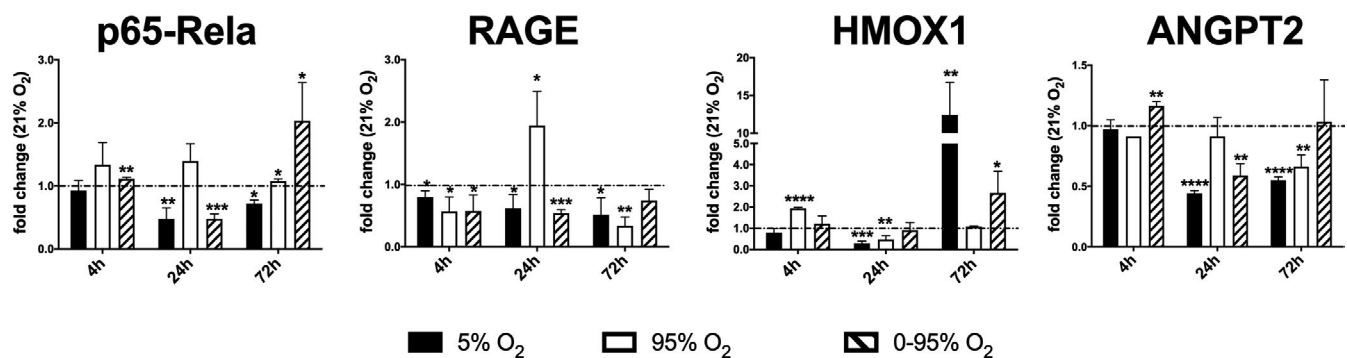 p65-Rela
RAGE
HMOX1
ANGPT2
fold change (21% O2)
3.0
2.0
1.0
0.0
**
**
***
*
*
*
4h
24h
72h
fold change (21% O2)
3.0
2.0
1.0
0.0
*
*
*
*
*
***
*
**
4h
24h
72h
fold change (21% O2)
20
15
10
5.0
4.0
3.0
2.0
1.0
0.0
****
***
**
**
*
4h
24h
72h
fold change (21% O2)
1.5
1.0
0.5
0.0
**
****
**
****
**
4h
24h
72h
5% O2
95% O2
0-95% O2